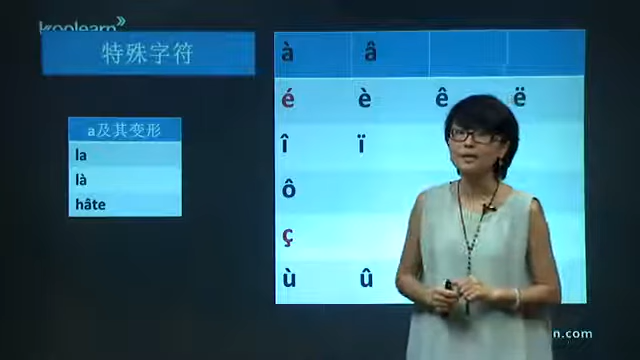 koolearn
特殊字符
a及其变形
la
là
hâte
à â
é è ê ë
î ï
ô
ç
ù û
n.com